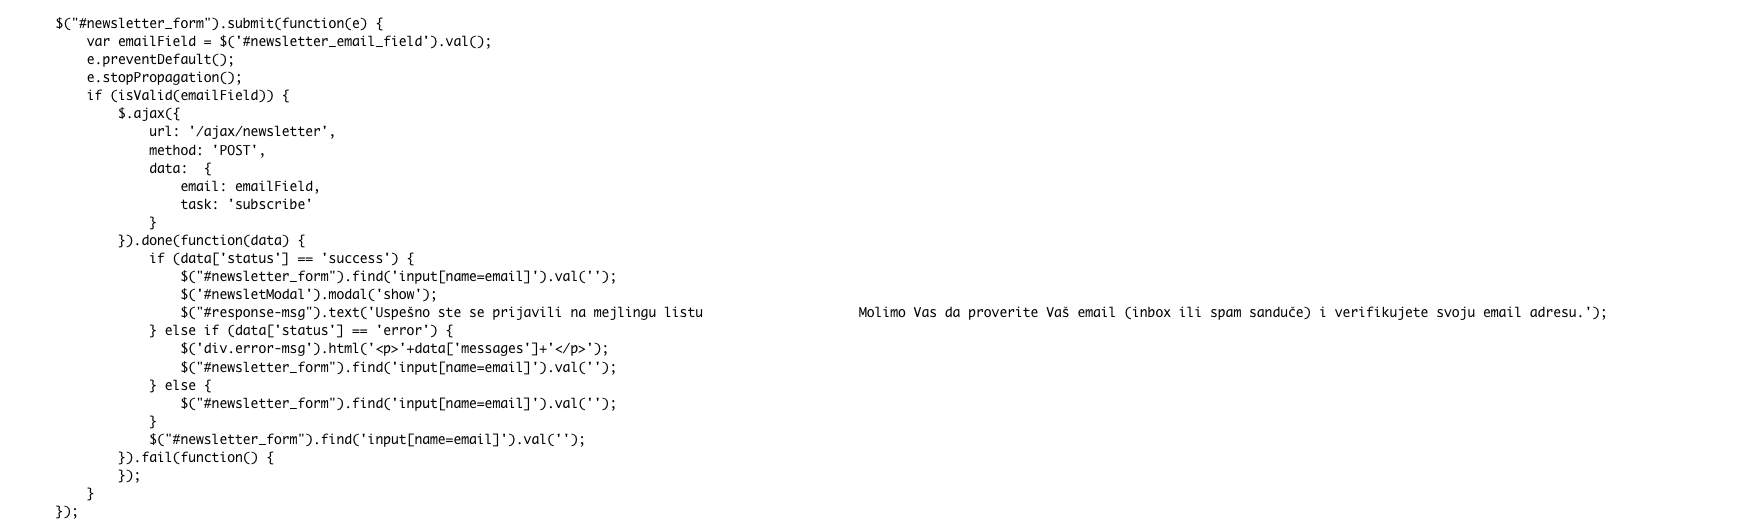 $("#newsletter_form").submit(function(e) {
var emailField = $('#newsletter_email_field').val();
e.preventDefault();
e.stopPropagation();
if (isValid(emailField)) {
$.ajax({
url: '/ajax/newsletter',
method: 'POST',
data:  {
email: emailField,
task: 'subscribe'
}
}).done(function(data) {
if (data['status'] == 'success') {
$("#newsletter_form").find('input[name=email]').val('');
$('#newsletModal').modal('show');
$("#response-msg").text('Uspešno ste se prijavili na mejlingu listu                    Molimo Vas da proverite Vaš email (inbox ili spam sanduče) i verifikujete svoju email adresu.');
} else if (data['status'] == 'error') {
$('div.error-msg').html('<p>'+data['messages']+'</p>');
$("#newsletter_form").find('input[name=email]').val('');
} else {
$("#newsletter_form").find('input[name=email]').val('');
}
$("#newsletter_form").find('input[name=email]').val('');
}).fail(function() {
});
}
});